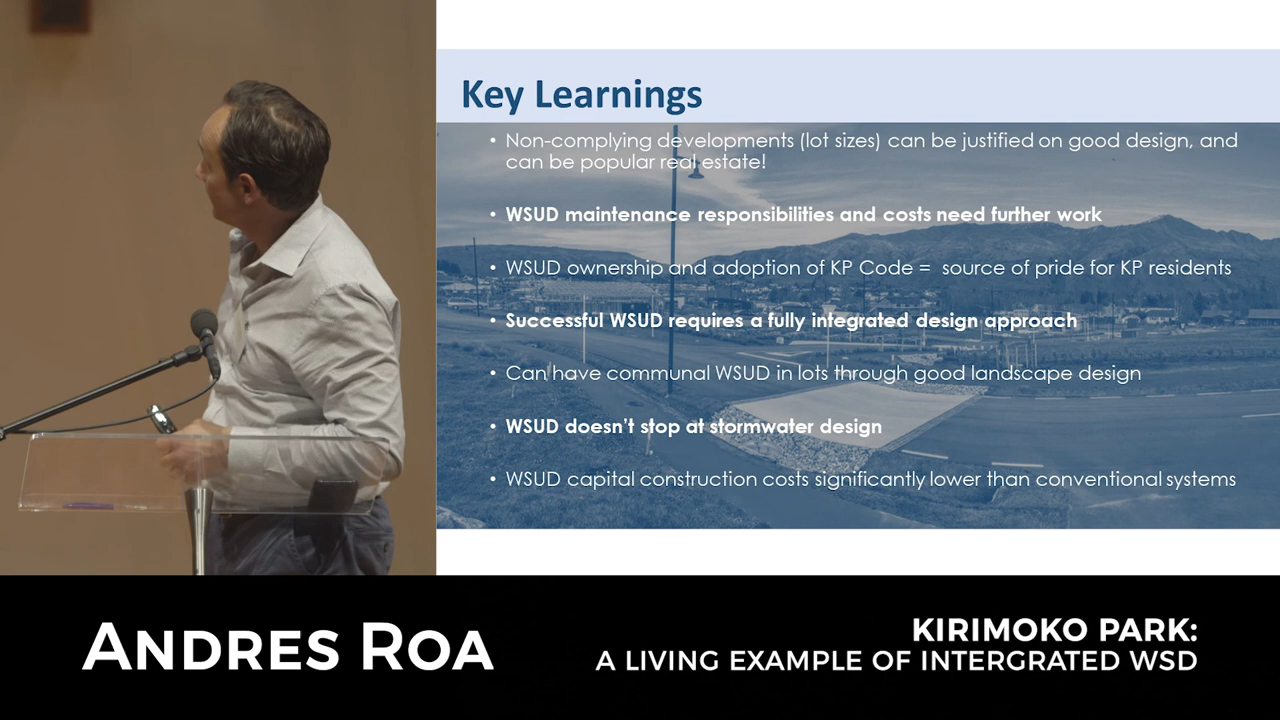 Key Learnings
• Non-complying developments (lot sizes) can be justified on good design, and
can be popular real estate!
• WSUD maintenance responsibilities and costs need further work
• WSUD ownership and adoption of KP Code = source of pride for KP residents
• Successful WSUD requires a fully integrated design approach
• Can have communal WSUD in lots through good landscape design
• WSUD doesn't stop at stormwater design
• WSUD capital construction costs significantly lower than conventional systems
ANDRES ROA
KIRIMOKO PARK:
A LIVING EXAMPLE OF INTERGRATED WSD